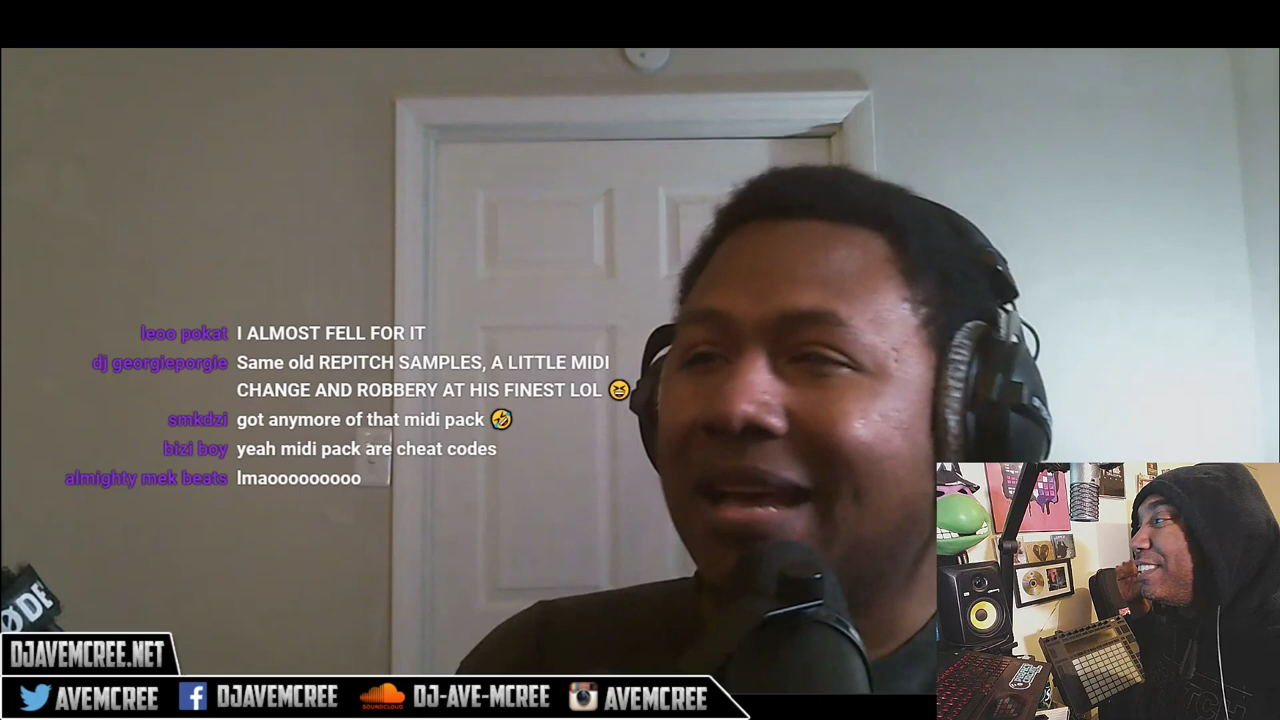 leoo pokat I ALMOST FELL FOR IT
dj georgieporgie Same old REPITCH SAMPLES, A LITTLE MIDI
CHANGE AND ROBBERY AT HIS FINEST LOL 😆
smkdzi got anymore of that midi pack 🤣
bizi boy yeah midi pack are cheat codes
almighty mek beats lmaooooooooo
RØDE
DJAVEMCREE.NET
AVEMCREE
DJAVEMCREE
SOUNDCLOUD
DJ-AVE-MCREE
AVEMCREE